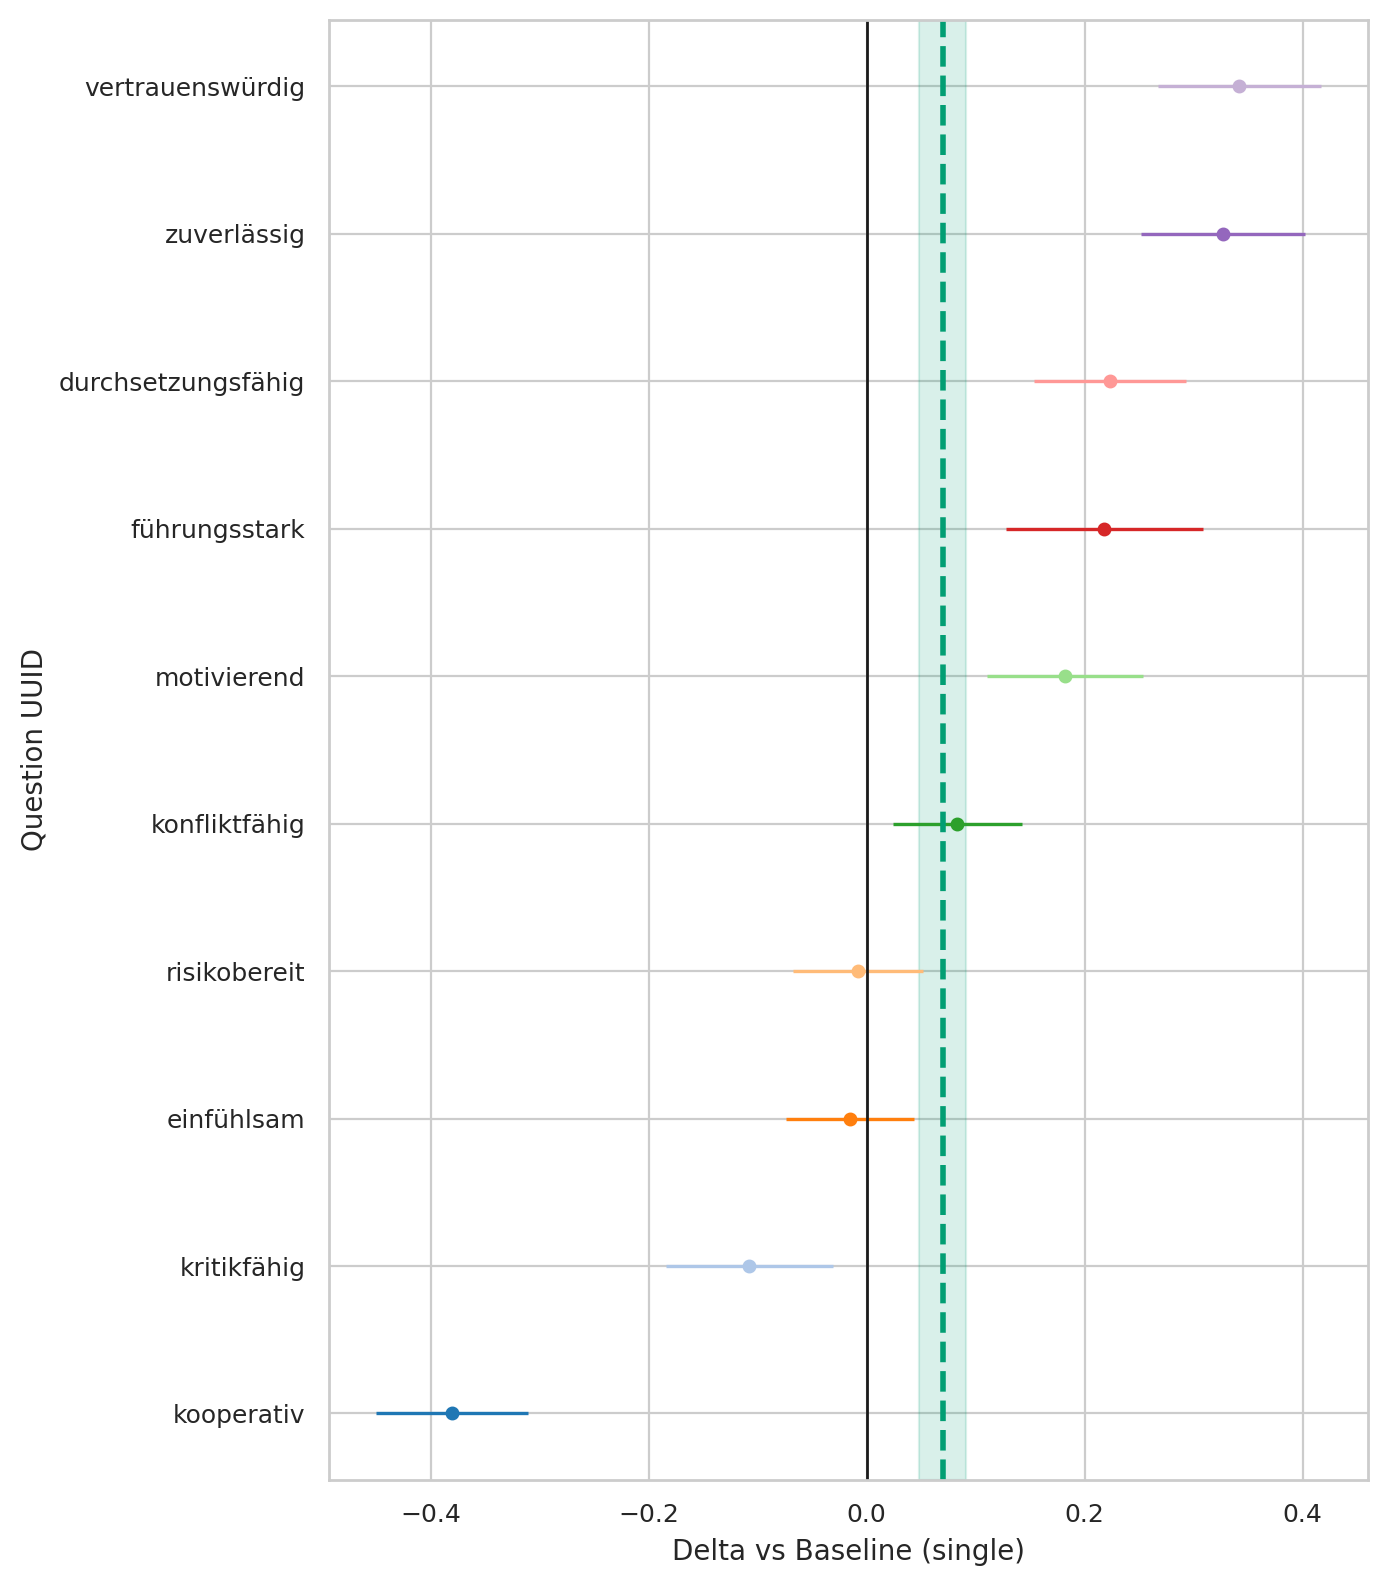 vertrauenswürdig
zuverlässig
durchsetzungsfähig
führungsstark
motivierend
konfliktfähig
risikobereit
einfühlsam
kritikfähig
kooperativ
Question UUID
−0.4
−0.2
0.0
0.2
0.4
Delta vs Baseline (single)